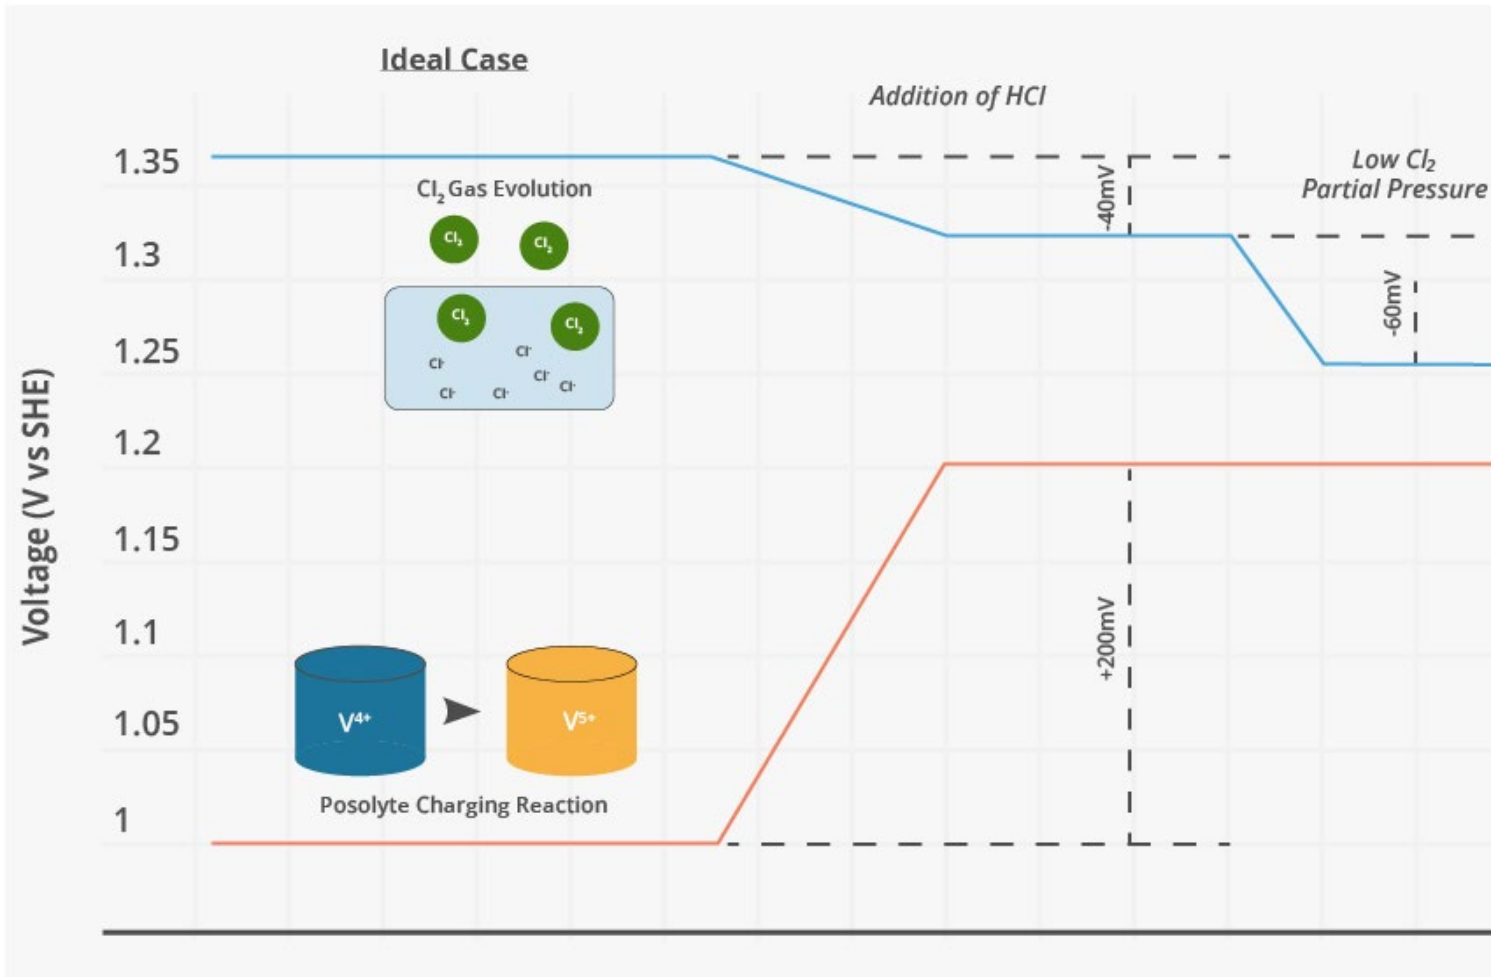 Ideal Case
Addition of HCl
Low Cl₂
Partial Pressure
1.35
1.3
1.25
1.2
1.15
1.1
1.05
1
Voltage (V vs SHE)
Cl₂ Gas Evolution
Cl₂
Cl₂
Cl₂
Cl₂
Cl⁻
Cl⁻
Cl⁻
Cl⁻
Cl⁻
Cl⁻
-40mV
-60mV
+200mV
V⁴⁺
V⁵⁺
Posolyte Charging Reaction